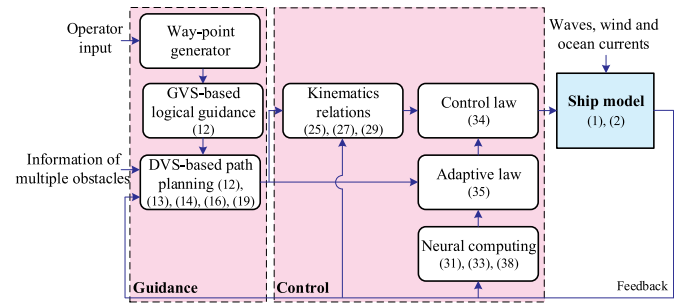 Operator
input
Way-point
generator
GVS-based
logical guidance
(12)
Information of
multiple obstacles
DVS-based path
planning (12),
(13), (14), (16), (19)
Guidance
Kinematics
relations
(25), (27), (29)
Control law
(34)
Adaptive law
(35)
Neural computing
(31), (33), (38)
Control
Waves, wind and
ocean currents
Ship model
(1), (2)
Feedback